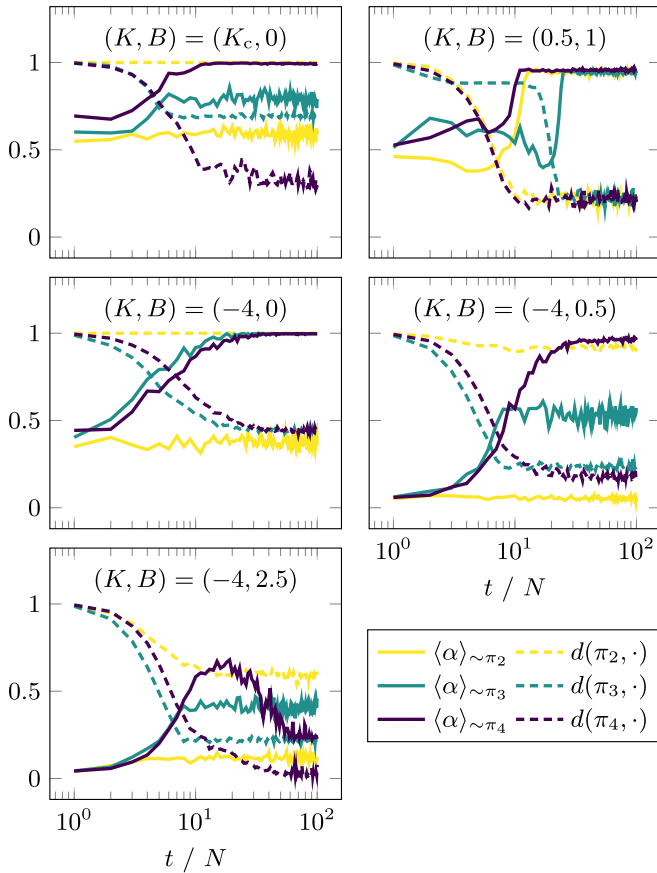 (K, B) = (K_c, 0)
1
0.5
0
(K, B) = (0.5, 1)
(K, B) = (−4, 0)
1
0.5
0
(K, B) = (−4, 0.5)
10^0 10^1 10^2
t / N
(K, B) = (−4, 2.5)
1
0.5
0
10^0 10^1 10^2
t / N
⟨α⟩_{∼π_2} d(π_2, ·)
⟨α⟩_{∼π_3} d(π_3, ·)
⟨α⟩_{∼π_4} d(π_4, ·)